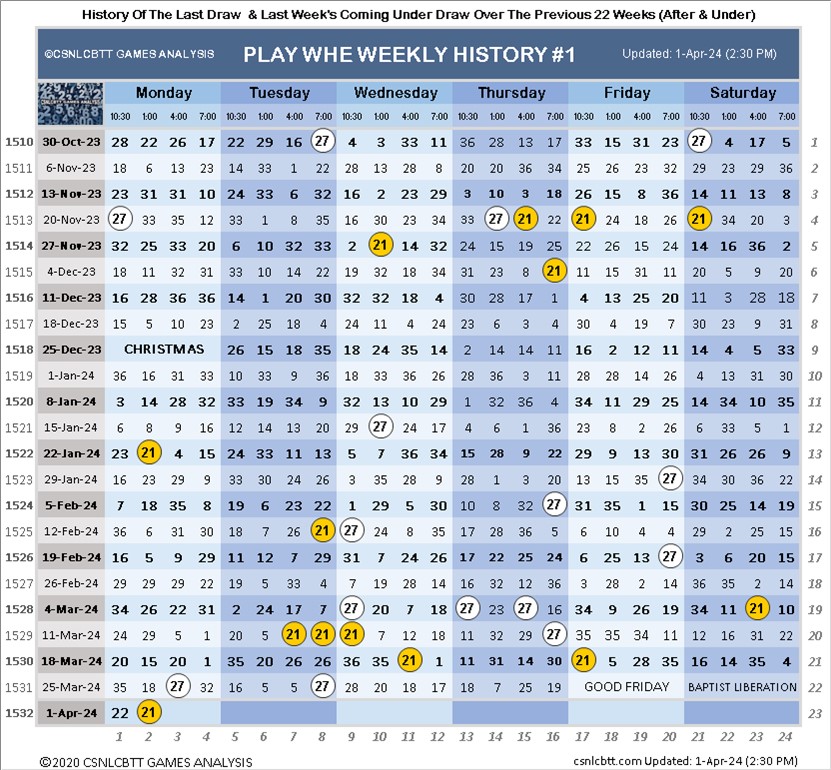 History Of The Last Draw & Last Week's Coming Under Draw Over The Previous 22 Weeks (After & Under)
©CSNLCBTT GAMES ANALYSIS PLAY WHE WEEKLY HISTORY #1 Updated: 1-Apr-24 (2:30 PM)
Monday Tuesday Wednesday Thursday Friday Saturday
10:30 1:00 4:00 7:00 10:30 1:00 4:00 7:00 10:30 1:00 4:00 7:00 10:30 1:00 4:00 7:00 10:30 1:00 4:00 7:00 10:30 1:00 4:00 7:00
1510 30-Oct-23 28 22 26 17 22 29 16 27 4 3 33 11 36 28 13 17 33 15 31 23 27 4 17 5 1
1511 6-Nov-23 18 6 13 23 14 33 1 22 28 13 28 8 20 20 36 34 25 26 23 32 29 23 29 36 2
1512 13-Nov-23 23 31 31 10 24 33 6 32 16 2 23 29 3 10 3 18 26 15 8 36 14 11 13 8 3
1513 20-Nov-23 27 33 35 12 33 1 8 35 16 30 23 34 33 27 21 22 21 24 18 26 21 34 20 3 4
1514 27-Nov-23 32 25 33 20 6 10 32 33 2 21 14 32 24 15 19 25 22 26 15 24 14 16 36 2 5
1515 4-Dec-23 18 11 32 31 33 10 14 22 19 32 18 34 31 23 8 21 11 15 31 11 20 5 9 20 6
1516 11-Dec-23 16 28 36 36 14 1 20 30 32 32 18 4 30 28 17 1 4 13 25 20 11 3 28 18 7
1517 18-Dec-23 15 5 10 23 2 25 18 4 24 11 4 24 23 6 3 4 30 4 19 7 30 23 9 31 8
1518 25-Dec-23 CHRISTMAS 26 15 18 35 18 24 35 14 2 14 14 11 16 2 12 11 14 4 5 33 9
1519 1-Jan-24 36 16 31 33 10 33 9 36 18 33 36 26 28 36 3 11 28 28 14 26 4 13 31 30 10
1520 8-Jan-24 3 14 28 32 33 19 34 9 32 13 10 29 1 32 36 4 34 11 29 25 34 14 10 35 11
1521 15-Jan-24 6 8 9 16 12 14 13 20 29 27 17 24 4 6 1 36 23 8 2 26 6 33 5 1 12
1522 22-Jan-24 23 21 4 15 24 33 11 13 5 7 36 34 15 28 9 22 29 9 13 30 31 26 26 9 13
1523 29-Jan-24 16 23 29 9 33 30 24 26 3 35 28 9 28 1 3 20 13 15 35 27 34 30 36 22 14
1524 5-Feb-24 7 18 35 8 19 6 23 22 1 29 5 30 10 8 32 27 31 35 1 15 30 25 14 19 15
1525 12-Feb-24 36 6 31 30 18 7 26 21 27 24 8 35 17 28 36 5 6 10 4 4 29 2 25 15 16
1526 19-Feb-24 16 5 9 29 11 12 7 29 31 7 24 26 17 22 25 24 6 25 13 27 3 6 20 15 17
1527 26-Feb-24 29 29 29 22 19 5 33 4 7 19 28 14 16 32 12 36 3 28 2 14 36 35 2 14 18
1528 4-Mar-24 34 26 22 31 2 24 17 7 27 20 7 18 27 23 27 16 34 9 26 19 34 11 21 10 19
1529 11-Mar-24 24 29 5 1 20 5 21 21 21 7 12 18 11 32 29 27 35 35 34 11 12 16 31 22 20
1530 18-Mar-24 20 15 20 1 35 20 26 26 36 35 21 1 11 31 14 30 21 5 28 35 16 14 35 4 21
1531 25-Mar-24 35 18 27 32 16 5 5 27 28 20 18 17 18 7 25 19 GOOD FRIDAY BAPTIST LIBERATION 22
1532 1-Apr-24 22 21 23
1 2 3 4 5 6 7 8 9 10 11 12 13 14 15 16 17 18 19 20 21 22 23 24
©2020 CSNLCBTT GAMES ANALYSIS csnlcbtt.com Updated: 1-Apr-24 (2:30 PM)